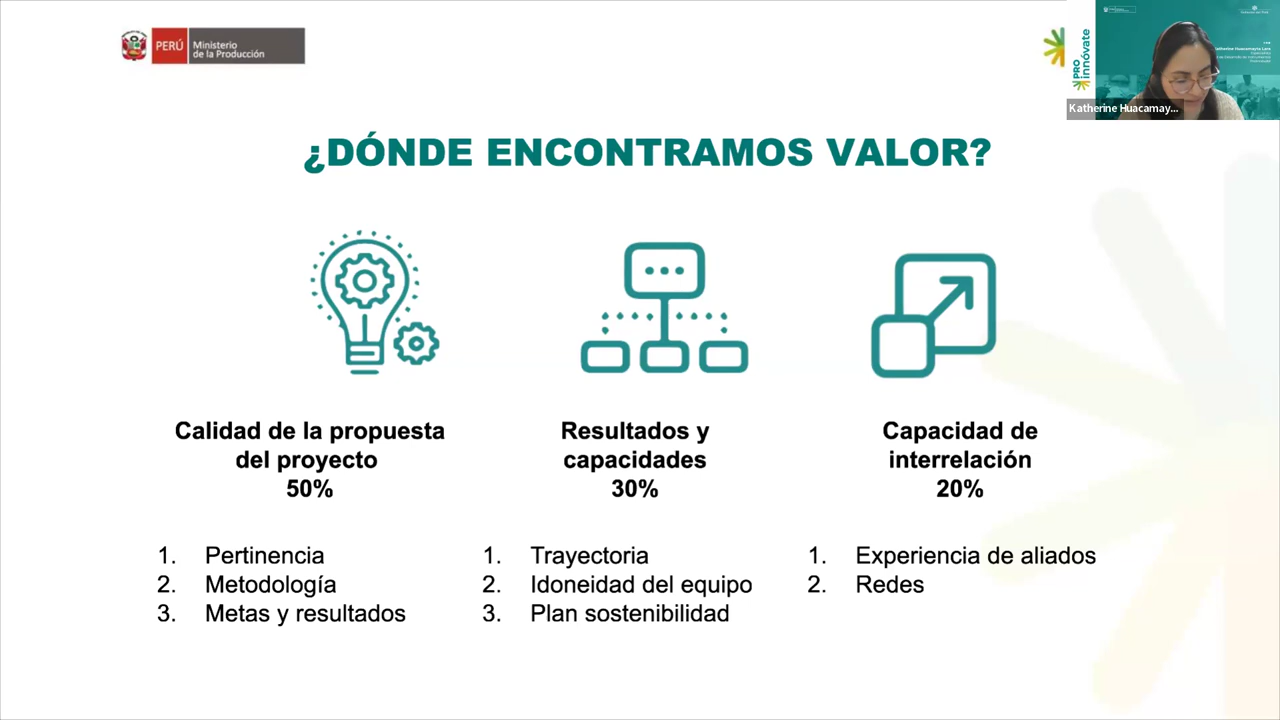 PERÚ
Ministerio
de la Producción
PRO
innóvate
Katherine Huacamay...
¿DÓNDE ENCONTRAMOS VALOR?
Calidad de la propuesta
del proyecto
50%
1. Pertinencia
2. Metodología
3. Metas y resultados
Resultados y
capacidades
30%
1. Trayectoria
2. Idoneidad del equipo
3. Plan sostenibilidad
Capacidad de
interrelación
20%
1. Experiencia de aliados
2. Redes